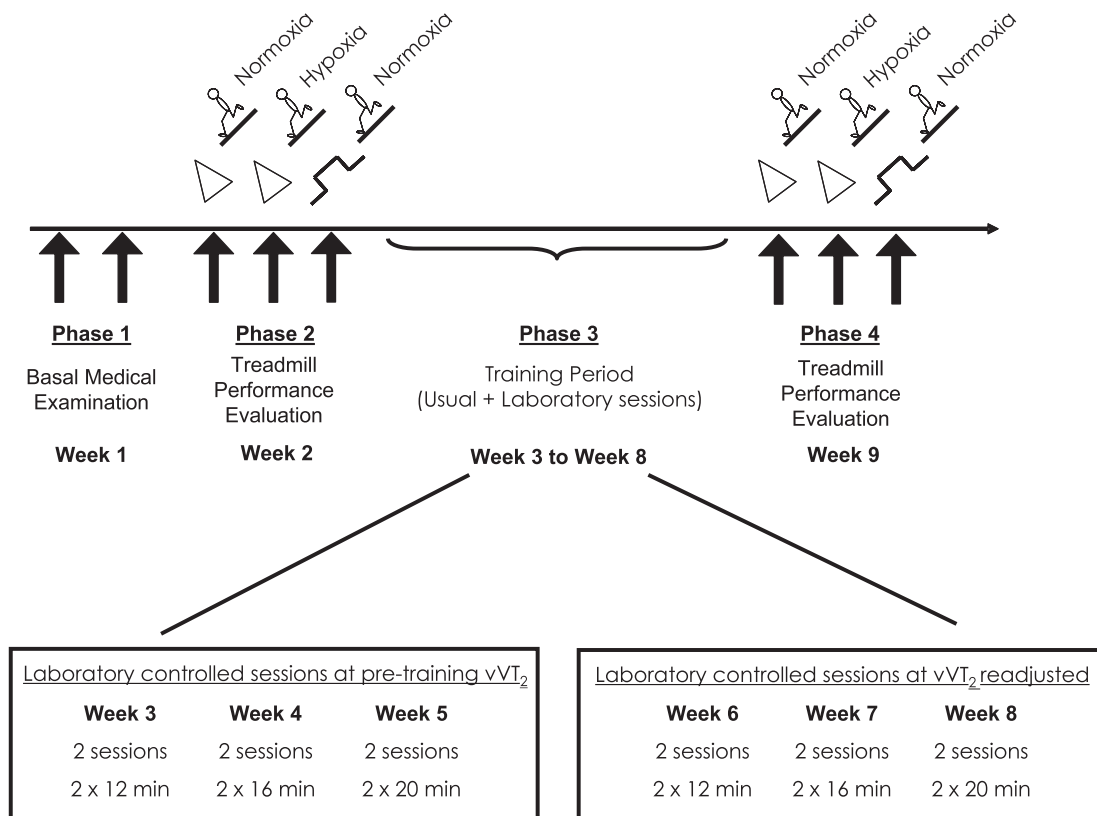 Normoxia
Hypoxia
Normoxia
Normoxia
Hypoxia
Normoxia
Phase 1
Basal Medical
Examination
Week 1
Phase 2
Treadmill
Performance
Evaluation
Week 2
Phase 3
Training Period
(Usual + Laboratory sessions)
Week 3 to Week 8
Phase 4
Treadmill
Performance
Evaluation
Week 9
Laboratory controlled sessions at pre-training vVT₂
Week 3 Week 4 Week 5
2 sessions 2 sessions 2 sessions
2 x 12 min 2 x 16 min 2 x 20 min
Laboratory controlled sessions at vVT₂ readjusted
Week 6 Week 7 Week 8
2 sessions 2 sessions 2 sessions
2 x 12 min 2 x 16 min 2 x 20 min